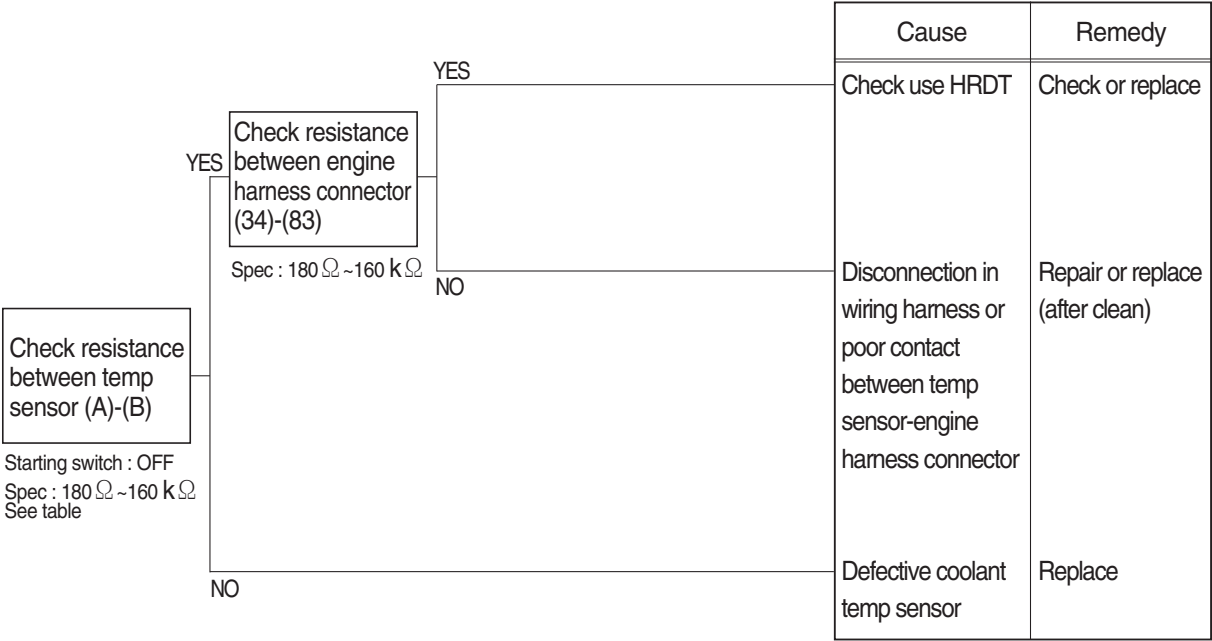 Cause
Remedy
YES
Check use HRDT
Check or replace
YES
Check resistance
between engine
harness connector
(34)-(83)
Spec : 180 Ω ~160 kΩ
NO
Disconnection in
wiring harness or
poor contact
between temp
sensor-engine
harness connector
Repair or replace
(after clean)
Check resistance
between temp
sensor (A)-(B)
Starting switch : OFF
Spec : 180 Ω ~160 kΩ
See table
NO
Defective coolant
temp sensor
Replace